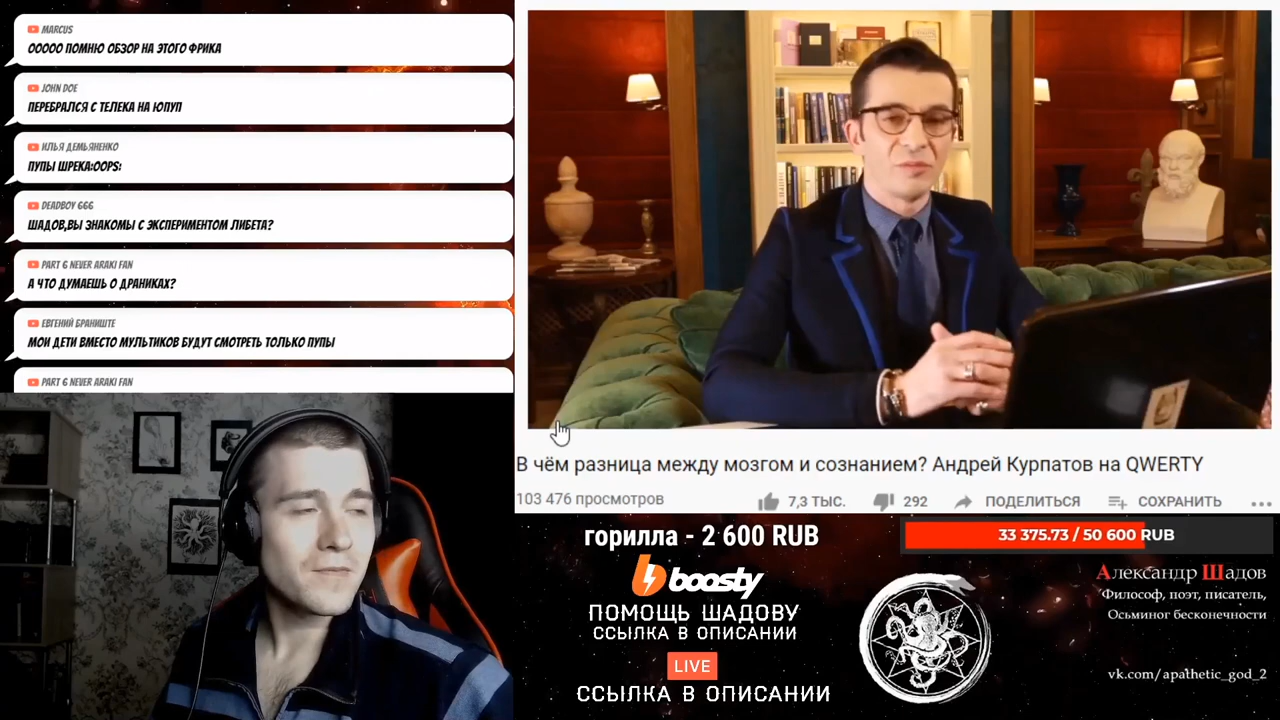 MARCUS
ООООО ПОМНЮ ОБЗОР НА ЭТОГО ФРИКА
JOHN DOE
ПЕРЕБРАЛСЯ С ТЕЛЕКА НА ЮПУП
ИЛЬЯ ДЕМЬЯНЕНКО
ПУПЫ ШРЕКА:OOPS:
DEADBOY 666
ШАДОВ,ВЫ ЗНАКОМЫ С ЭКСПЕРИМЕНТОМ ЛИБЕТА?
PART 6 NEVER ARAKI FAN
А ЧТО ДУМАЕШЬ О ДРАНИКАХ?
ЕВГЕНИЙ БРАНИШТЕ
МОИ ДЕТИ ВМЕСТО МУЛЬТИКОВ БУДУТ СМОТРЕТЬ ТОЛЬКО ПУПЫ
PART 6 NEVER ARAKI FAN
В чём разница между мозгом и сознанием? Андрей Курпатов на QWERTY
103 476 просмотров
7,3 ТЫС.
292
ПОДЕЛИТЬСЯ
СОХРАНИТЬ
горилла - 2 600 RUB
boosty
ПОМОЩЬ ШАДОВУ
ССЫЛКА В ОПИСАНИИ
LIVE
ССЫЛКА В ОПИСАНИИ
33 375.73 / 50 600 RUB
Александр Шадов
Философ, поэт, писатель,
Осьминог бесконечности
vk.com/apathetic_god_2